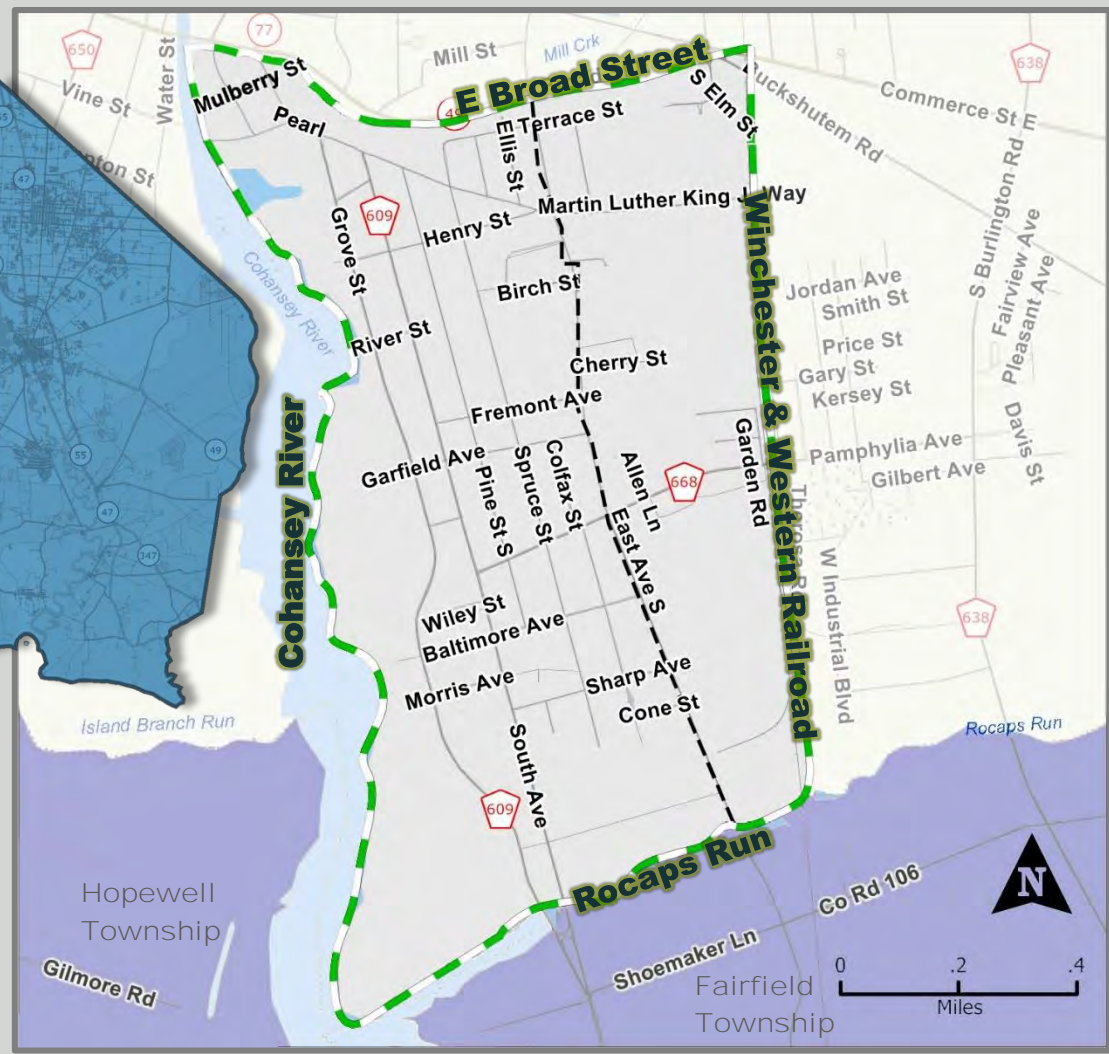 77
650
Mill St
Mill Crk
638
Vine St
Water St
E Broad Street
Mulberry St
Pearl
Ellis St
Terrace St
S Elm St
Buckshutem Rd
Commerce St E
Martin Luther King Jr Way
609
Grove St
Henry St
Birch St
Cohansey River
River St
Cherry St
Jordan Ave
Smith St
Price St
Gary St
Kersey St
S Burlington Rd
Fairview Ave
Pleasant Ave
Davis St
Fremont Ave
Garfield Ave
Pine St S
Spruce St
Colfax St
Allen Ln
668
East Ave S
Garden Rd
Pamphylia Ave
Gilbert Ave
Winchester & Western Railroad
Cohansey River
W Industrial Blvd
638
Wiley St
Baltimore Ave
Morris Ave
Sharp Ave
Cone St
South Ave
609
Rocaps Run
Rocaps Run
Island Branch Run
47
55
49
47
347
Hopewell
Township
Gilmore Rd
Co Rd 106
Shoemaker Ln
Fairfield
Township
N
0 .2 .4
Miles